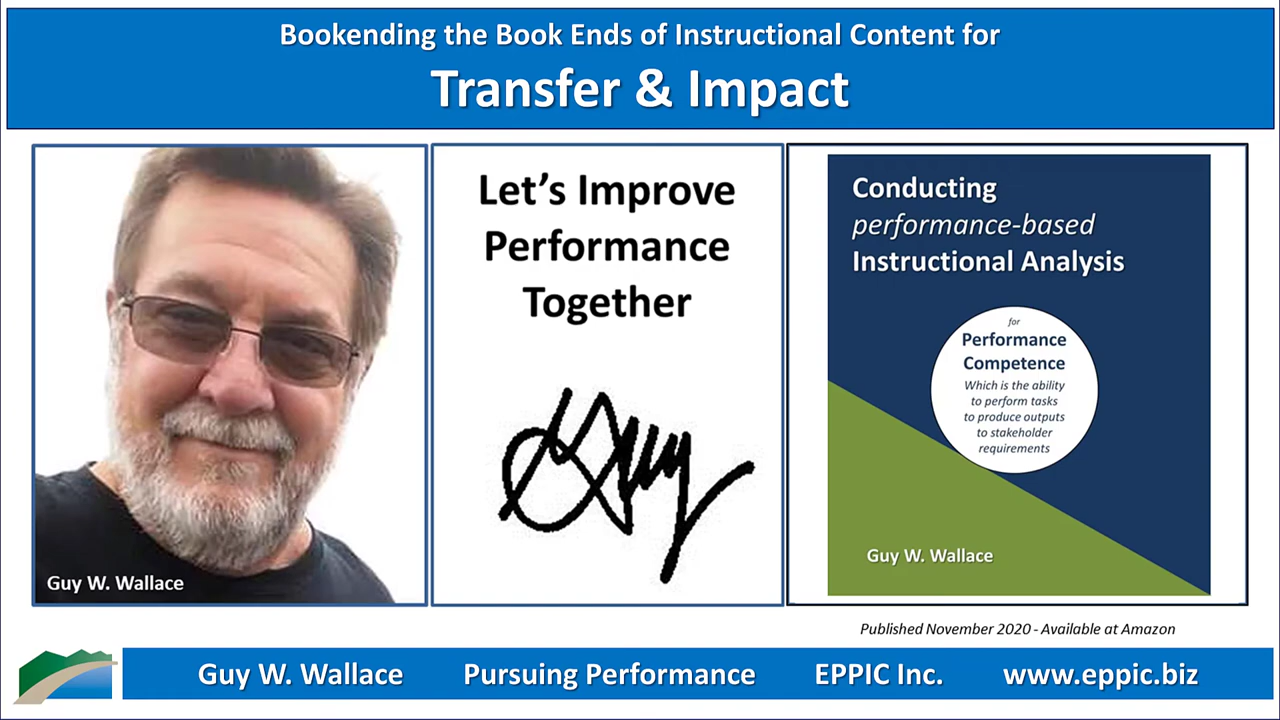 Bookending the Book Ends of Instructional Content for
Transfer & Impact
Guy W. Wallace
Let's Improve
Performance
Together
Guy
Conducting
performance-based
Instructional Analysis
for
Performance
Competence
Which is the ability
to perform tasks
to produce outputs
to stakeholder
requirements
Guy W. Wallace
Published November 2020 - Available at Amazon
Guy W. Wallace Pursuing Performance EPPIC Inc. www.eppic.biz